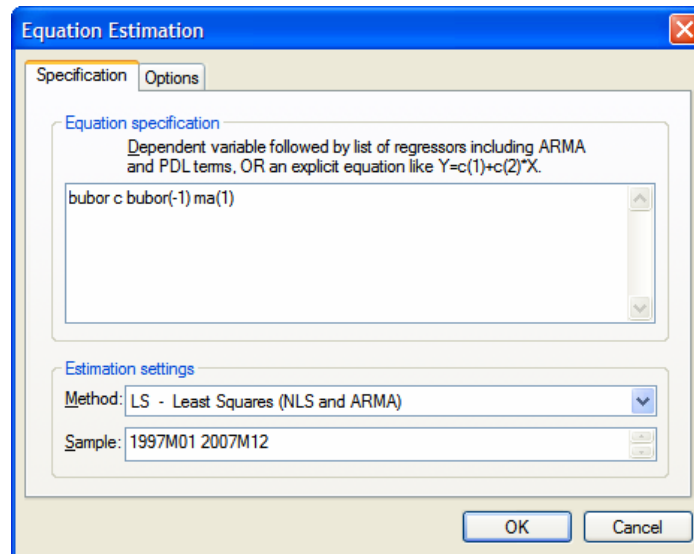 Equation Estimation
Specification
Options
Equation specification
Dependent variable followed by list of regressors including ARMA
and PDL terms, OR an explicit equation like Y=c(1)+c(2)*X.
bubor c bubor(-1) ma(1)
Estimation settings
Method: LS - Least Squares (NLS and ARMA)
Sample: 1997M01 2007M12
OK
Cancel